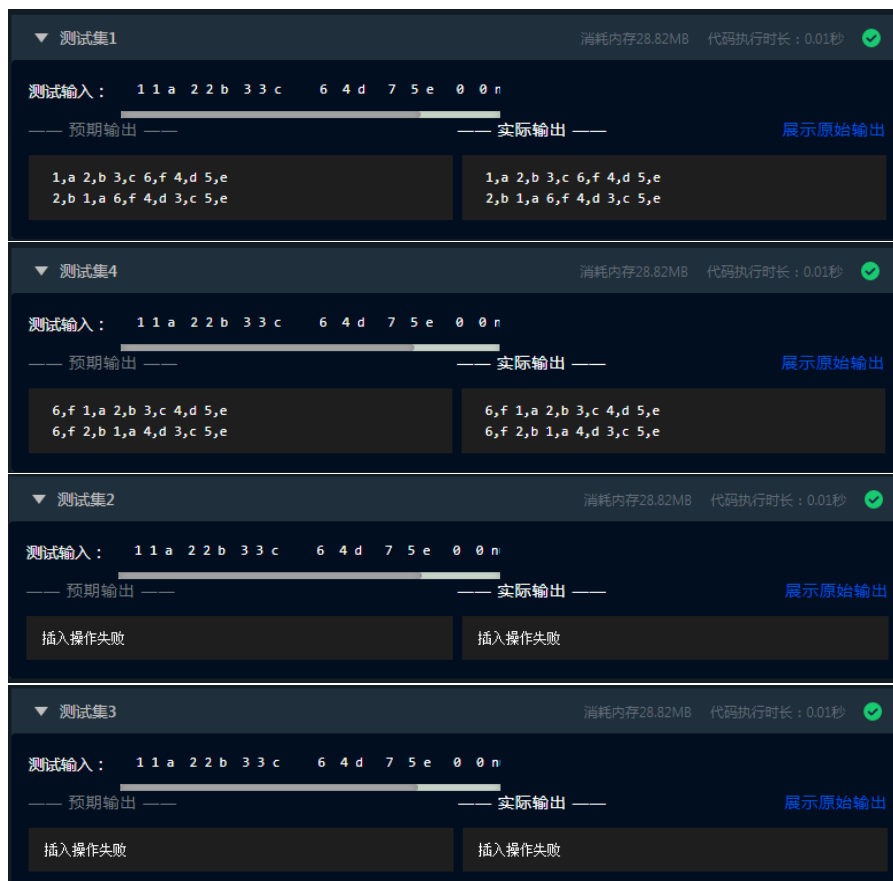 测试集1 消耗内存28.82MB 代码执行时长：0.01秒
测试输入： 1 1 a 2 2 b 3 3 c 6 4 d 7 5 e 0 0 n
—— 预期输出 —— —— 实际输出 —— 展示原始输出
1,a 2,b 3,c 6,f 4,d 5,e 1,a 2,b 3,c 6,f 4,d 5,e
2,b 1,a 6,f 4,d 3,c 5,e 2,b 1,a 6,f 4,d 3,c 5,e
测试集4 消耗内存28.82MB 代码执行时长：0.01秒
测试输入： 1 1 a 2 2 b 3 3 c 6 4 d 7 5 e 0 0 n
—— 预期输出 —— —— 实际输出 —— 展示原始输出
6,f 1,a 2,b 3,c 4,d 5,e 6,f 1,a 2,b 3,c 4,d 5,e
6,f 2,b 1,a 4,d 3,c 5,e 6,f 2,b 1,a 4,d 3,c 5,e
测试集2 消耗内存28.82MB 代码执行时长：0.01秒
测试输入： 1 1 a 2 2 b 3 3 c 6 4 d 7 5 e 0 0 n
—— 预期输出 —— —— 实际输出 —— 展示原始输出
插入操作失败 插入操作失败
测试集3 消耗内存28.82MB 代码执行时长：0.01秒
测试输入： 1 1 a 2 2 b 3 3 c 6 4 d 7 5 e 0 0 n
—— 预期输出 —— —— 实际输出 —— 展示原始输出
插入操作失败 插入操作失败